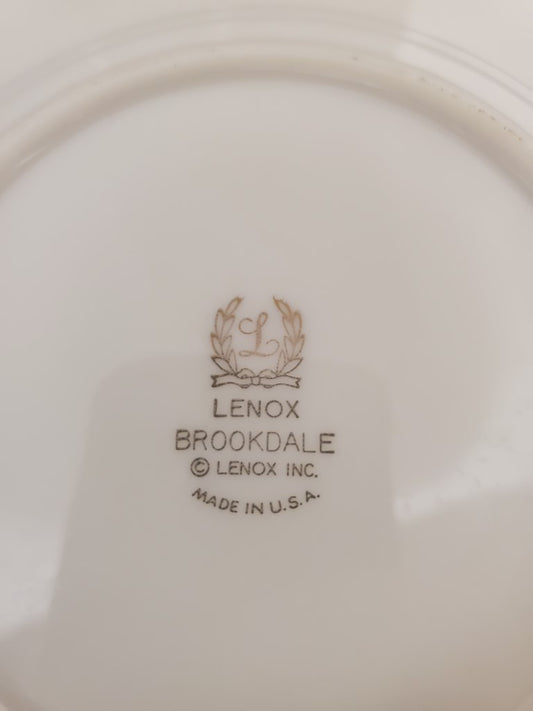 L
LENOX
BROOKDALE
© LENOX INC.
MADE IN U.S.A.